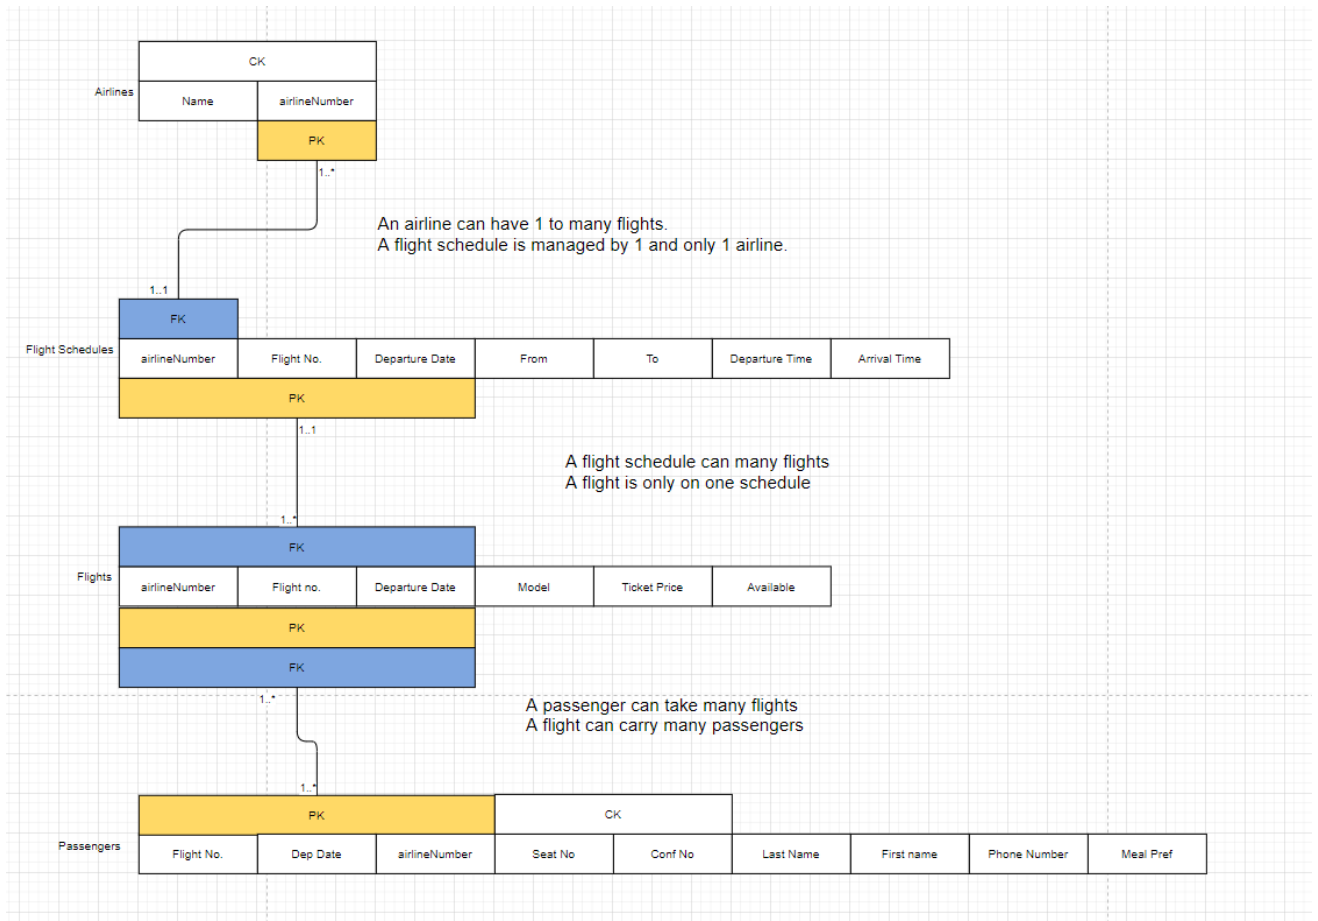 CK
Airlines
Name
airlineNumber
PK
1..*
An airline can have 1 to many flights.
A flight schedule is managed by 1 and only 1 airline.
1..1
FK
Flight Schedules
airlineNumber
Flight No.
Departure Date
From
To
Departure Time
Arrival Time
PK
1..1
A flight schedule can many flights
A flight is only on one schedule
1..*
FK
Flights
airlineNumber
Flight no.
Departure Date
Model
Ticket Price
Available
PK
FK
1..*
A passenger can take many flights
A flight can carry many passengers
1..*
PK
CK
Passengers
Flight No.
Dep Date
airlineNumber
Seat No
Conf No
Last Name
First name
Phone Number
Meal Pref